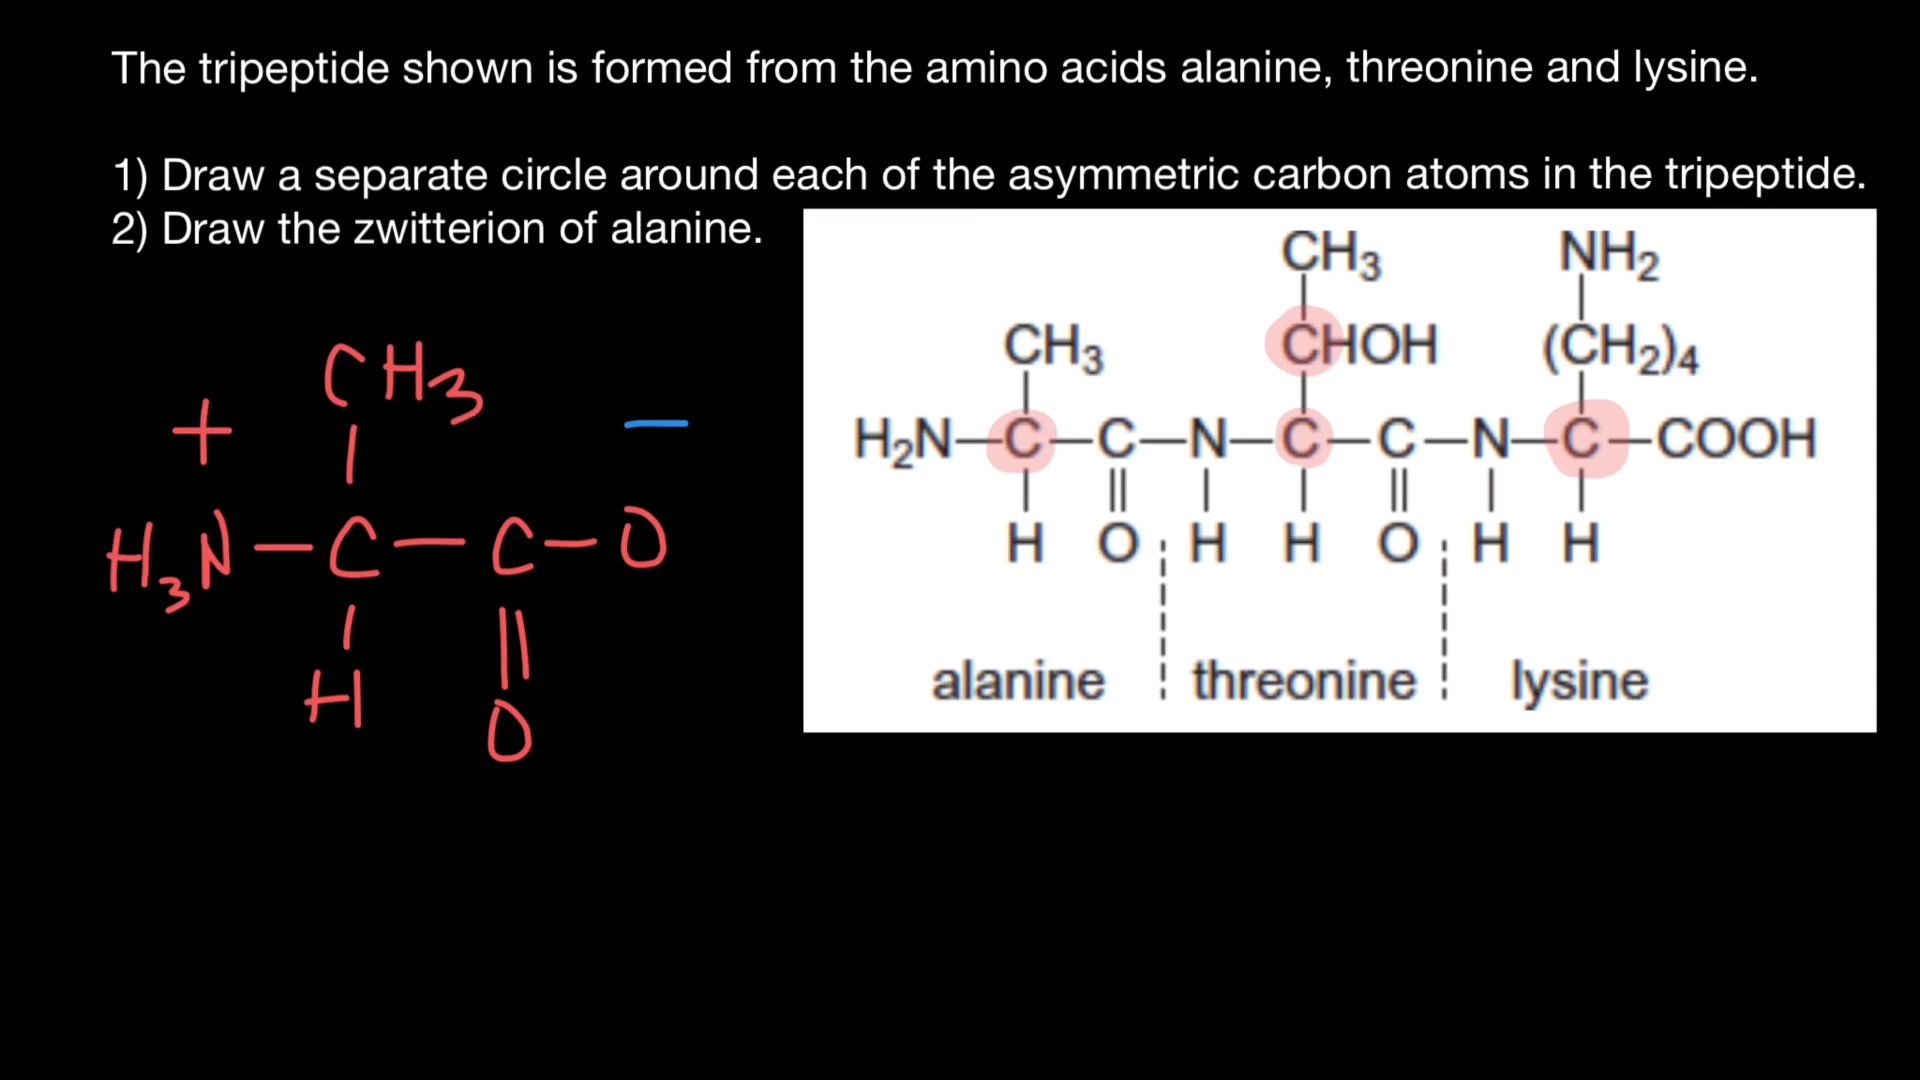 The tripeptide shown is formed from the amino acids alanine, threonine and lysine.
1) Draw a separate circle around each of the asymmetric carbon atoms in the tripeptide.
2) Draw the zwitterion of alanine.
CH3 NH2
CH3 CHOH (CH2)4
H2N—C—C—N—C—C—N—C—COOH
H O H H O H H
alanine threonine lysine
CH3
+ −
H3N—C—C—O
H O